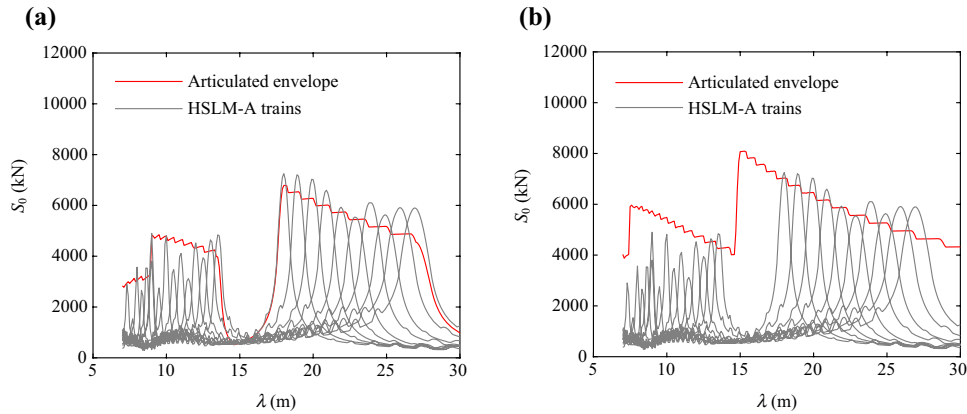 (a)
12000
10000
8000
6000
4000
2000
0
S₀ (kN)
Articulated envelope
HSLM-A trains
5 10 15 20 25 30
λ (m)
(b)
12000
10000
8000
6000
4000
2000
0
S₀ (kN)
Articulated envelope
HSLM-A trains
5 10 15 20 25 30
λ (m)